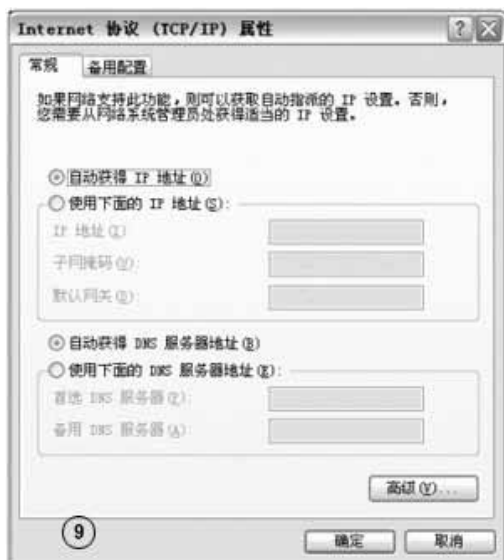 Internet 协议 (TCP/IP) 属性
常规
备用配置
如果网络支持此功能，则可以获取自动指派的 IP 设置。否则，
您需要从网络系统管理员处获得适当的 IP 设置。
自动获得 IP 地址(O)
使用下面的 IP 地址(S):
IP 地址(I):
子网掩码(U):
默认网关(D):
自动获得 DNS 服务器地址(B)
使用下面的 DNS 服务器地址(E):
首选 DNS 服务器(P):
备用 DNS 服务器(A):
高级(V)...
9
确定
取消